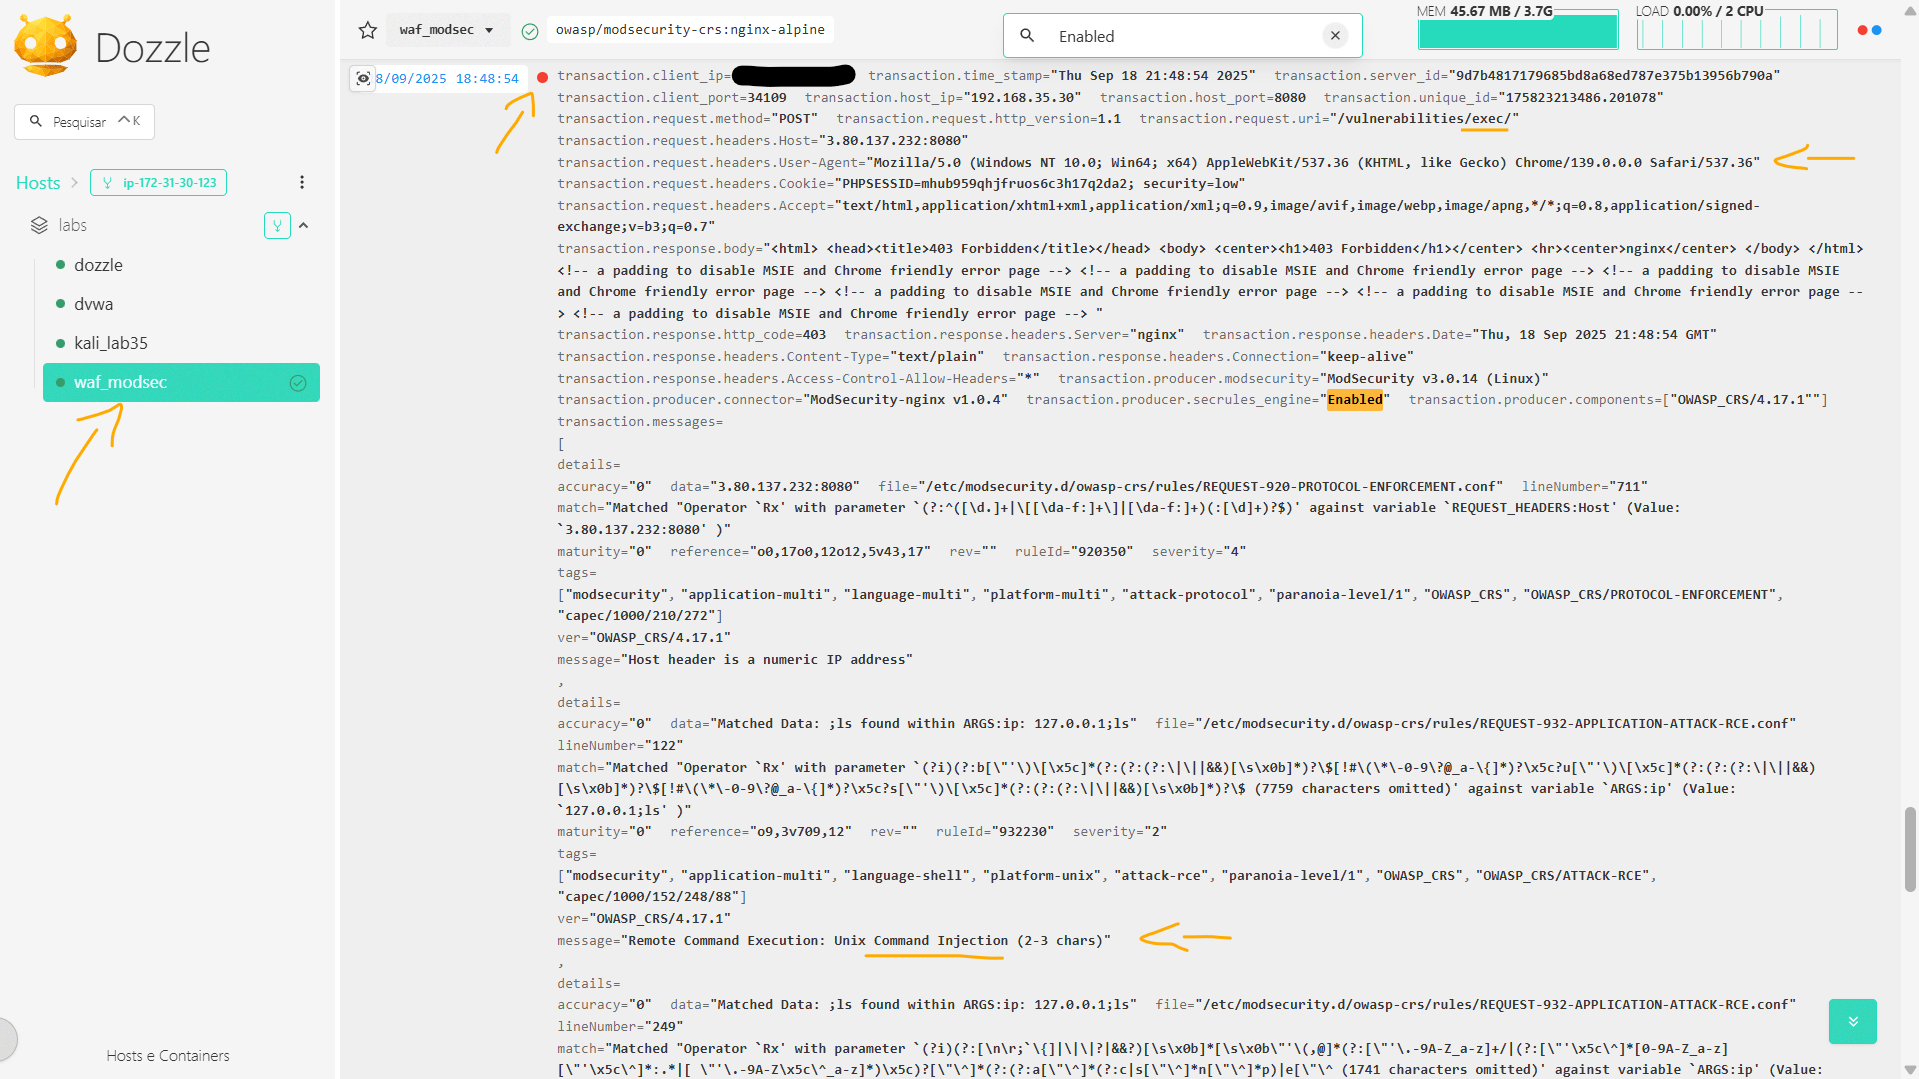 Dozzle
Pesquisar ^K
Hosts > ip-172-31-30-123
labs
dozzle
dvwa
kali_lab35
waf_modsec
Hosts e Containers
waf_modsec owasp/modsecurity-crs:nginx-alpine
Enabled
MEM 45.67 MB / 3.7G LOAD 0.00% / 2 CPU
8/09/2025 18:48:54
transaction.client_ip= transaction.time_stamp="Thu Sep 18 21:48:54 2025" transaction.server_id="9d7b4817179685bd8a68ed787e375b13956b790a"
transaction.client_port=34109 transaction.host_ip="192.168.35.30" transaction.host_port=8080 transaction.unique_id="175823213486.201078"
transaction.request.method="POST" transaction.request.http_version=1.1 transaction.request.uri="/vulnerabilities/exec/"
transaction.request.headers.Host="3.80.137.232:8080"
transaction.request.headers.User-Agent="Mozilla/5.0 (Windows NT 10.0; Win64; x64) AppleWebKit/537.36 (KHTML, like Gecko) Chrome/139.0.0.0 Safari/537.36"
transaction.request.headers.Cookie="PHPSESSID=mhub959qhjfruos6c3h17q2da2; security=low"
transaction.request.headers.Accept="text/html,application/xhtml+xml,application/xml;q=0.9,image/avif,image/webp,image/apng,*/*;q=0.8,application/signed-
exchange;v=b3;q=0.7"
transaction.response.body="<html> <head><title>403 Forbidden</title></head> <body> <center><h1>403 Forbidden</h1></center> <hr><center>nginx</center> </body> </html>
<!-- a padding to disable MSIE and Chrome friendly error page --> <!-- a padding to disable MSIE and Chrome friendly error page --> <!-- a padding to disable MSIE
and Chrome friendly error page --> <!-- a padding to disable MSIE and Chrome friendly error page --> <!-- a padding to disable MSIE and Chrome friendly error page --
> <!-- a padding to disable MSIE and Chrome friendly error page --> "
transaction.response.http_code=403 transaction.response.headers.Server="nginx" transaction.response.headers.Date="Thu, 18 Sep 2025 21:48:54 GMT"
transaction.response.headers.Content-Type="text/plain" transaction.response.headers.Connection="keep-alive"
transaction.response.headers.Access-Control-Allow-Headers="*" transaction.producer.modsecurity="ModSecurity v3.0.14 (Linux)"
transaction.producer.connector="ModSecurity-nginx v1.0.4" transaction.producer.secrules_engine="Enabled" transaction.producer.components=["OWASP_CRS/4.17.1""]
transaction.messages=
[
details=
accuracy="0" data="3.80.137.232:8080" file="/etc/modsecurity.d/owasp-crs/rules/REQUEST-920-PROTOCOL-ENFORCEMENT.conf" lineNumber="711"
match="Matched "Operator `Rx' with parameter `(?:^([\d.]+|\[[\da-f:]+\]|[\da-f:]+)(:[\d]+)?$)' against variable `REQUEST_HEADERS:Host' (Value:
`3.80.137.232:8080' )"
maturity="0" reference="o0,17o0,12o12,5v43,17" rev="" ruleId="920350" severity="4"
tags=
["modsecurity", "application-multi", "language-multi", "platform-multi", "attack-protocol", "paranoia-level/1", "OWASP_CRS", "OWASP_CRS/PROTOCOL-ENFORCEMENT",
"capec/1000/210/272"]
ver="OWASP_CRS/4.17.1"
message="Host header is a numeric IP address"
,
details=
accuracy="0" data="Matched Data: ;ls found within ARGS:ip: 127.0.0.1;ls" file="/etc/modsecurity.d/owasp-crs/rules/REQUEST-932-APPLICATION-ATTACK-RCE.conf"
lineNumber="122"
match="Matched "Operator `Rx' with parameter `(?i)(?:b[\"'\)\[\x5c]*(?:(?:(?:\|\||&&)[\s\x0b]*)?\$[!#\(\*\-0-9\?@_a-\{]*)?\x5c?u[\"'\)\[\x5c]*(?:(?:(?:\|\||&&)
[\s\x0b]*)?\$[!#\(\*\-0-9\?@_a-\{]*)?\x5c?s[\"'\)\[\x5c]*(?:(?:(?:\|\||&&)[\s\x0b]*)?\$ (7759 characters omitted)' against variable `ARGS:ip' (Value:
`127.0.0.1;ls' )"
maturity="0" reference="o9,3v709,12" rev="" ruleId="932230" severity="2"
tags=
["modsecurity", "application-multi", "language-shell", "platform-unix", "attack-rce", "paranoia-level/1", "OWASP_CRS", "OWASP_CRS/ATTACK-RCE",
"capec/1000/152/248/88"]
ver="OWASP_CRS/4.17.1"
message="Remote Command Execution: Unix Command Injection (2-3 chars)"
,
details=
accuracy="0" data="Matched Data: ;ls found within ARGS:ip: 127.0.0.1;ls" file="/etc/modsecurity.d/owasp-crs/rules/REQUEST-932-APPLICATION-ATTACK-RCE.conf"
lineNumber="249"
match="Matched "Operator `Rx' with parameter `(?i)(?:[\n\r;`\{]|\|\|?|&&?)[\s\x0b]*[\s\x0b\"'\(,@]*(?:[\"'\.-9A-Z_a-z]+/|(?:[\"'\x5c\^]*[0-9A-Z_a-z]
[\"'\x5c\^]*:.*|[ \"'\.-9A-Z\x5c\^_a-z]*)\x5c)?[\"\^]*(?:(?:a[\"\^]*(?:c|s[\"\^]*n[\"\^]*p)|e[\"\^ (1741 characters omitted)' against variable `ARGS:ip' (Value: